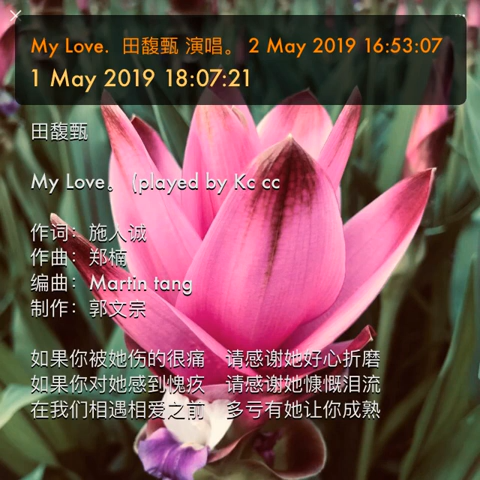 My Love. 田馥甄 演唱。 2 May 2019 16:53:07
1 May 2019 18:07:21
田馥甄
My Love。 (played by Kc cc
作词：施人诚
作曲：郑楠
编曲：Martin tang
制作：郭文宗
如果你被她伤的很痛 请感谢她好心折磨
如果你对她感到愧疚 请感谢她慷慨泪流
在我们相遇相爱之前 多亏有她让你成熟